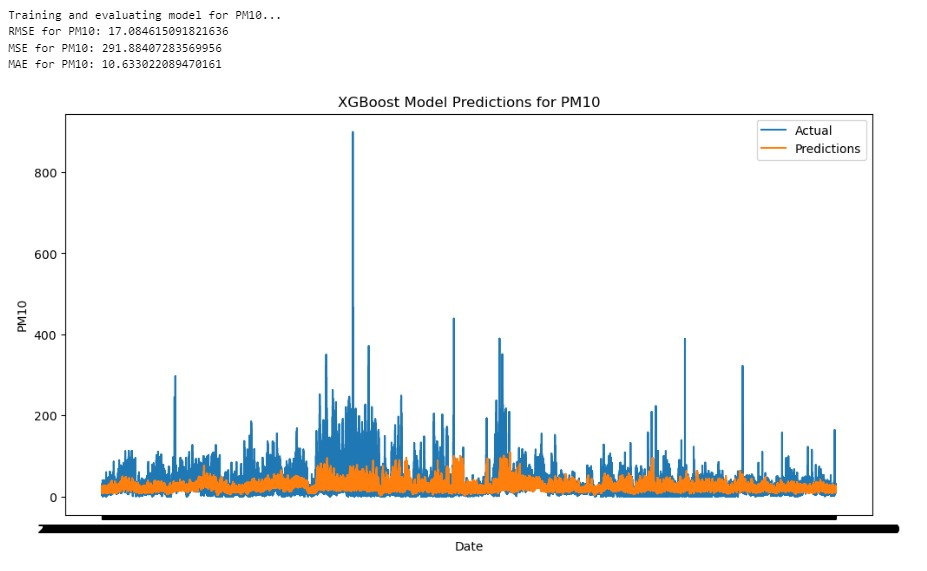 Training and evaluating model for PM10...
RMSE for PM10: 17.084615091821636
MSE for PM10: 291.88407283569956
MAE for PM10: 10.633022089470161
XGBoost Model Predictions for PM10
Actual
Predictions
800
600
400
200
0
PM10
Date